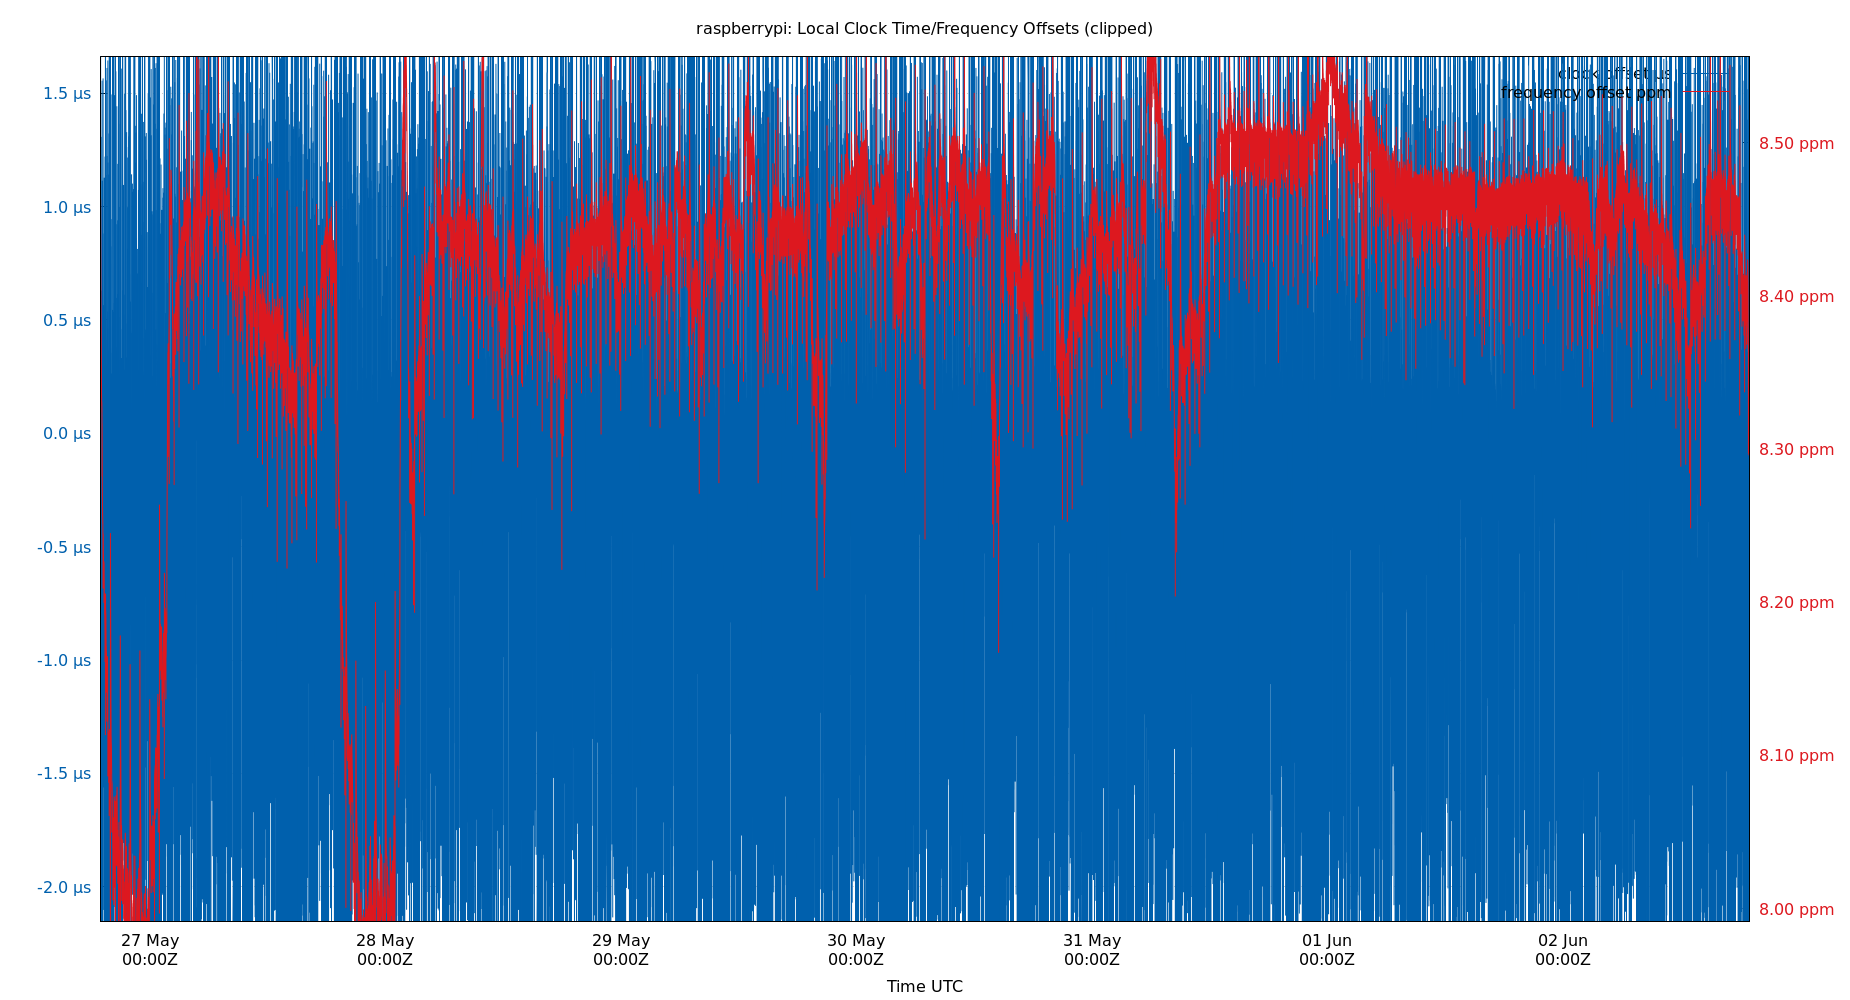 raspberrypi: Local Clock Time/Frequency Offsets (clipped)
clock offset µs
frequency offset ppm
1.5 µs
1.0 µs
0.5 µs
0.0 µs
-0.5 µs
-1.0 µs
-1.5 µs
-2.0 µs
8.50 ppm
8.40 ppm
8.30 ppm
8.20 ppm
8.10 ppm
8.00 ppm
27 May
00:00Z
28 May
00:00Z
29 May
00:00Z
30 May
00:00Z
31 May
00:00Z
01 Jun
00:00Z
02 Jun
00:00Z
Time UTC